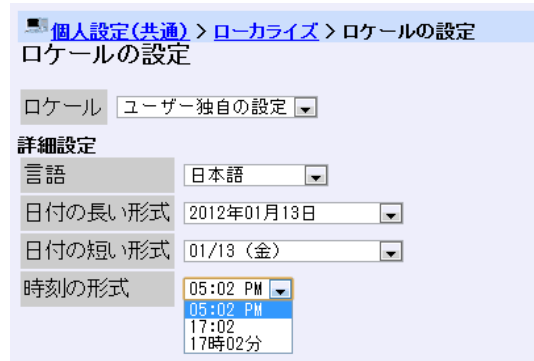 個人設定(共通) > ローカライズ > ロケールの設定
ロケールの設定
ロケール ユーザー独自の設定
詳細設定
言語 日本語
日付の長い形式 2012年01月13日
日付の短い形式 01/13（金）
時刻の形式 05:02 PM
05:02 PM
17:02
17時02分